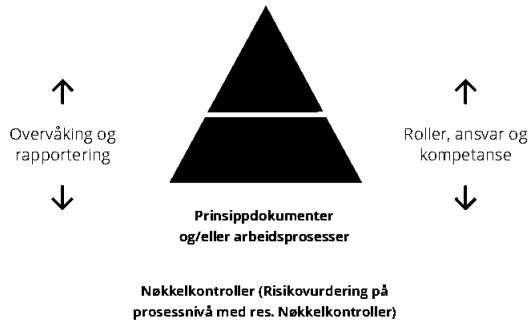 Overvåking og
rapportering
Roller, ansvar og
kompetanse
Prinsippdokumenter
og/eller arbeidsprosesser
Nøkkelkontroller (Risikovurdering på
prosessnivå med res. Nøkkelkontroller)